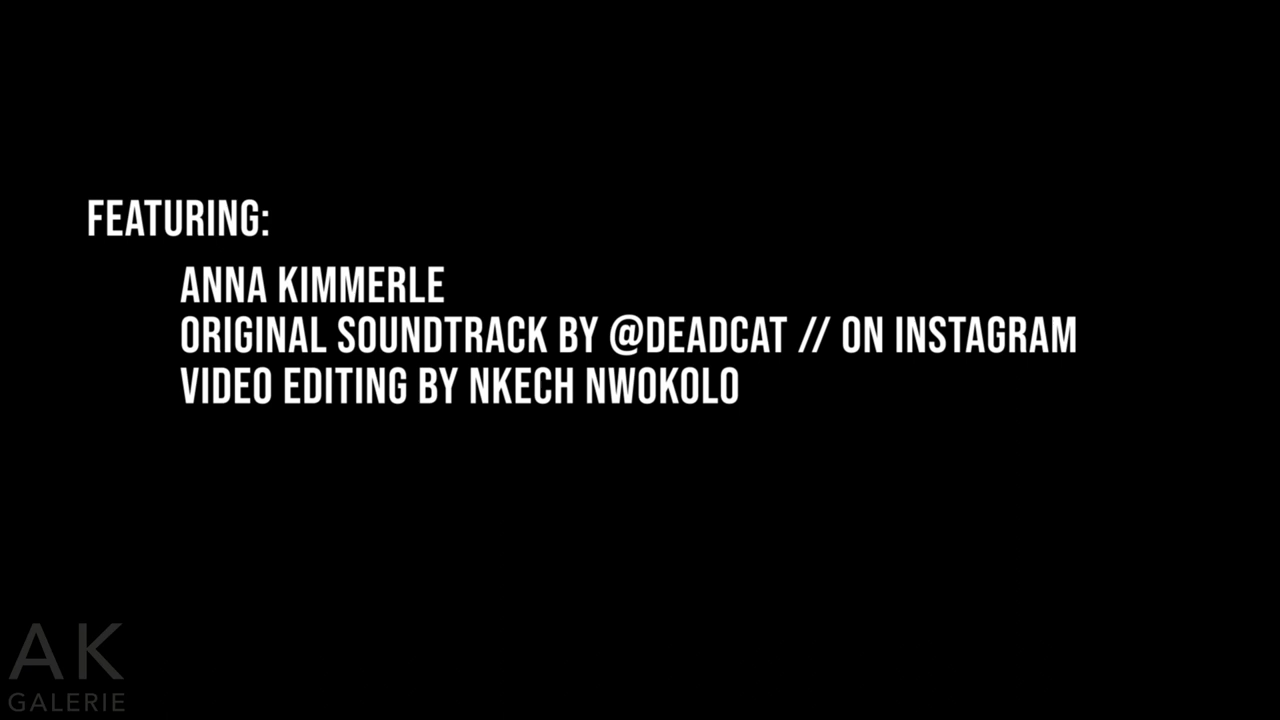 FEATURING:
ANNA KIMMERLE
ORIGINAL SOUNDTRACK BY @DEADCAT // ON INSTAGRAM
VIDEO EDITING BY NKECH NWOKOLO
AK
GALERIE